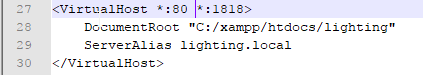 27 <VirtualHost *:80 *:1818>
28 DocumentRoot "C:/xampp/htdocs/lighting"
29 ServerAlias lighting.local
30 </VirtualHost>